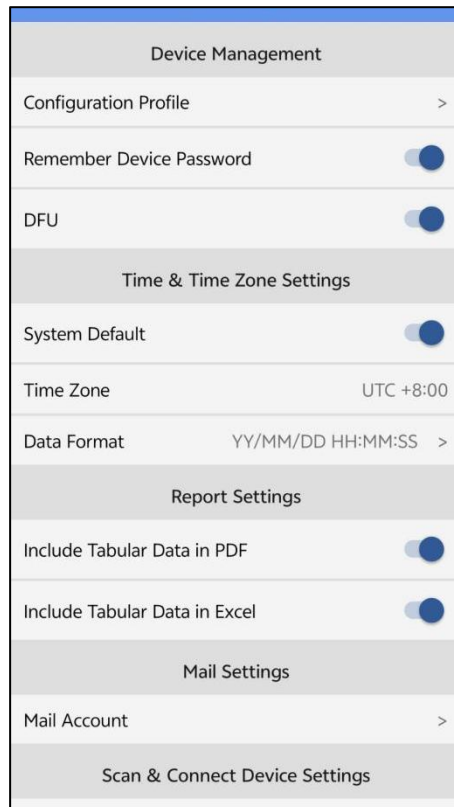 Device Management
Configuration Profile >
Remember Device Password
DFU
Time & Time Zone Settings
System Default
Time Zone UTC +8:00
Data Format YY/MM/DD HH:MM:SS >
Report Settings
Include Tabular Data in PDF
Include Tabular Data in Excel
Mail Settings
Mail Account >
Scan & Connect Device Settings